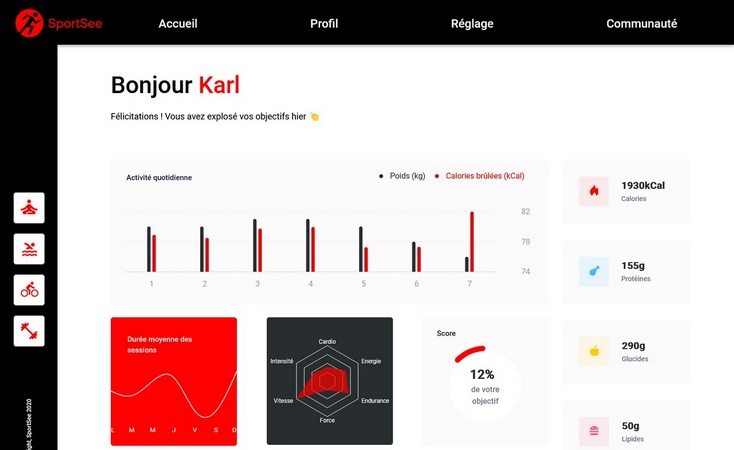 SportSee
Accueil
Profil
Réglage
Communauté
Bonjour Karl
Félicitations ! Vous avez explosé vos objectifs hier 👏
Activité quotidienne
Poids (kg)
Calories brûlées (kCal)
82
78
74
1 2 3 4 5 6 7
1930kCal
Calories
155g
Protéines
290g
Glucides
50g
Lipides
Durée moyenne des
sessions
L M M J V S D
Cardio
Energie
Endurance
Force
Vitesse
Intensité
Score
12%
de votre
objectif
SportSee 2020